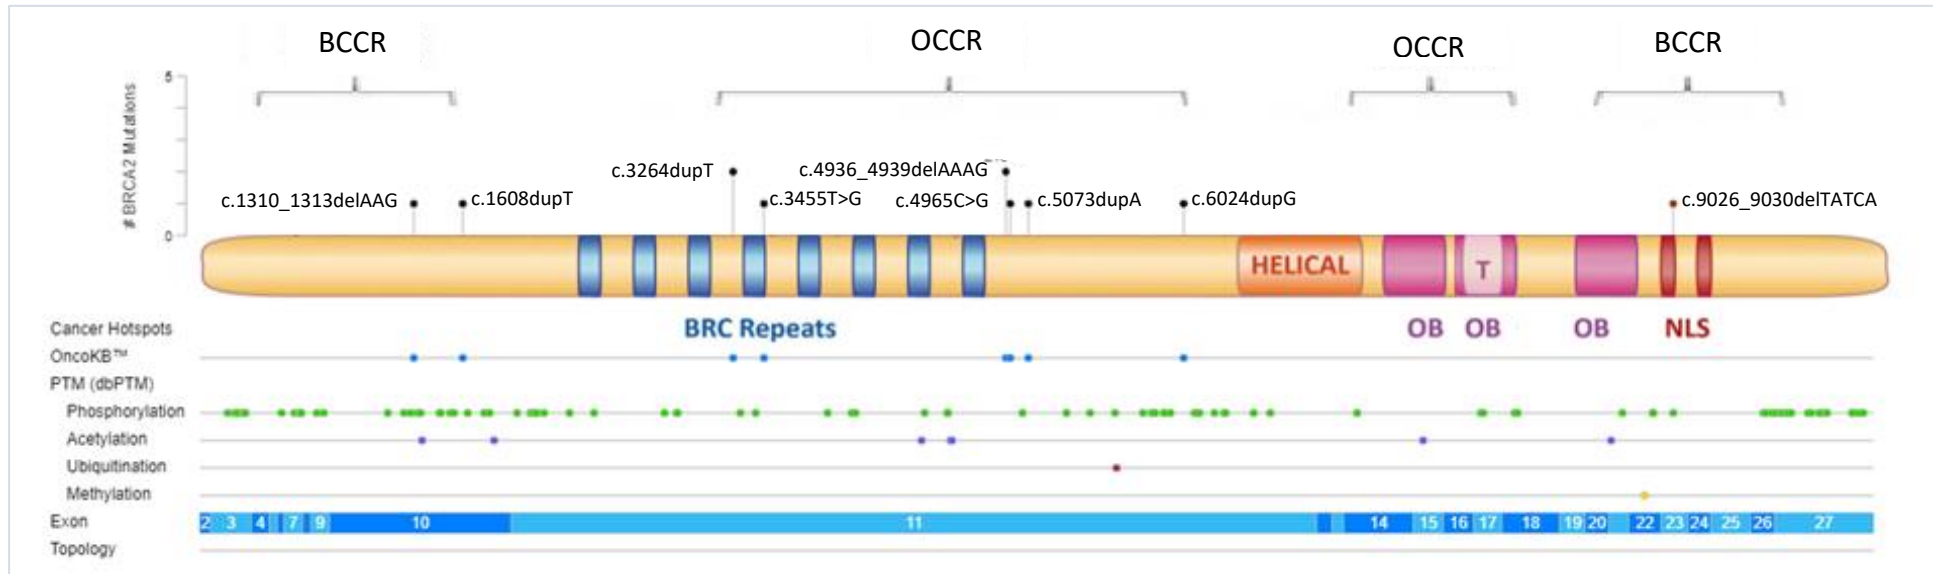 BCCR
OCCR
OCCR
BCCR
5
# BRCA2 Mutations
0
c.3264dupT
c.4936_4939delAAAG
c.1310_1313delAAG
c.1608dupT
c.3455T>G
c.4965C>G
c.5073dupA
c.6024dupG
c.9026_9030delTATCA
HELICAL
T
BRC Repeats
OB
OB
OB
NLS
Cancer Hotspots
OncoKB™
PTM (dbPTM)
Phosphorylation
Acetylation
Ubiquitination
Methylation
Exon 2 3 4 7 9 10 11 14 15 16 17 18 19 20 22 23 24 25 26 27
Topology